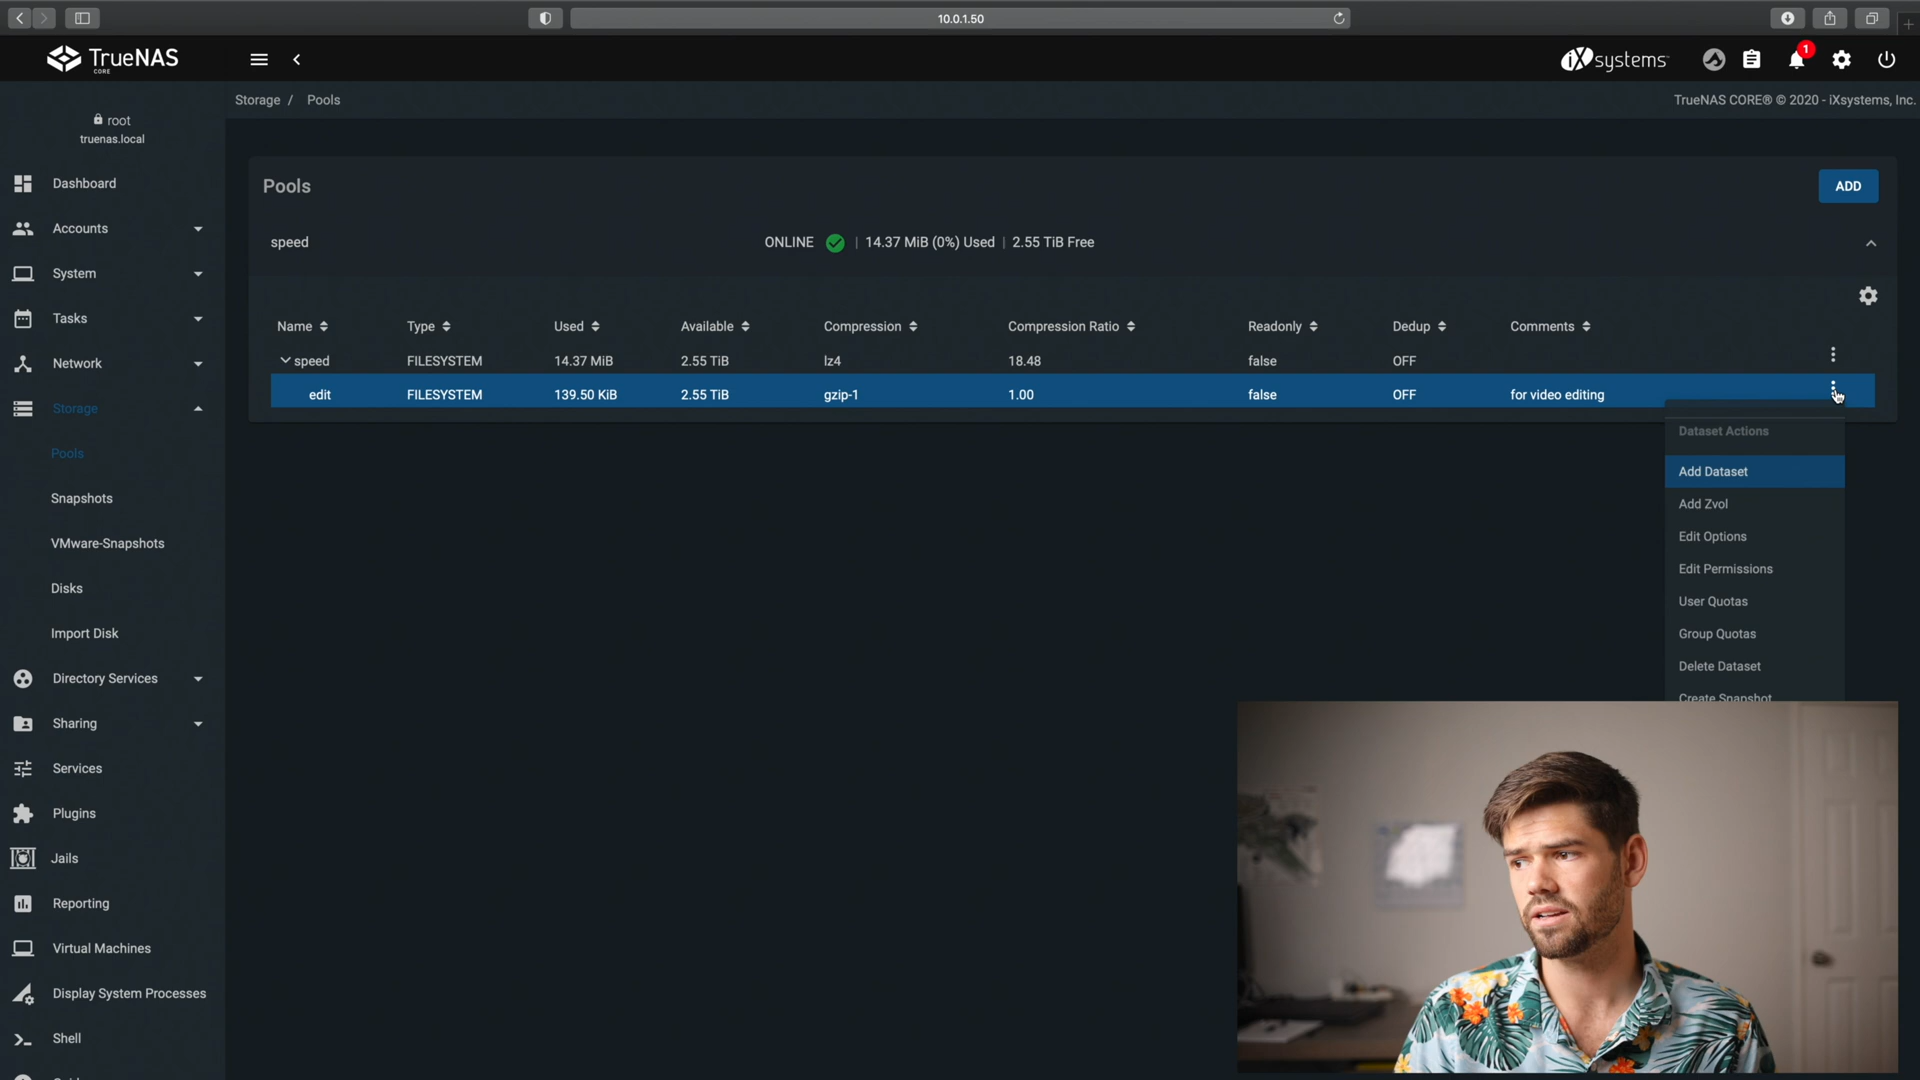 10.0.1.50
TrueNAS
CORE
iXsystems
1
root
truenas.local
Storage / Pools
TrueNAS CORE® © 2020 - iXsystems, Inc.
Dashboard
Accounts
System
Tasks
Network
Storage
Pools
Snapshots
VMware-Snapshots
Disks
Import Disk
Directory Services
Sharing
Services
Plugins
Jails
Reporting
Virtual Machines
Display System Processes
Shell
Pools
ADD
speed ONLINE | 14.37 MiB (0%) Used | 2.55 TiB Free
Name Type Used Available Compression Compression Ratio Readonly Dedup Comments
speed FILESYSTEM 14.37 MiB 2.55 TiB lz4 18.48 false OFF
edit FILESYSTEM 139.50 KiB 2.55 TiB gzip-1 1.00 false OFF for video editing
Dataset Actions
Add Dataset
Add Zvol
Edit Options
Edit Permissions
User Quotas
Group Quotas
Delete Dataset
Create Snapshot